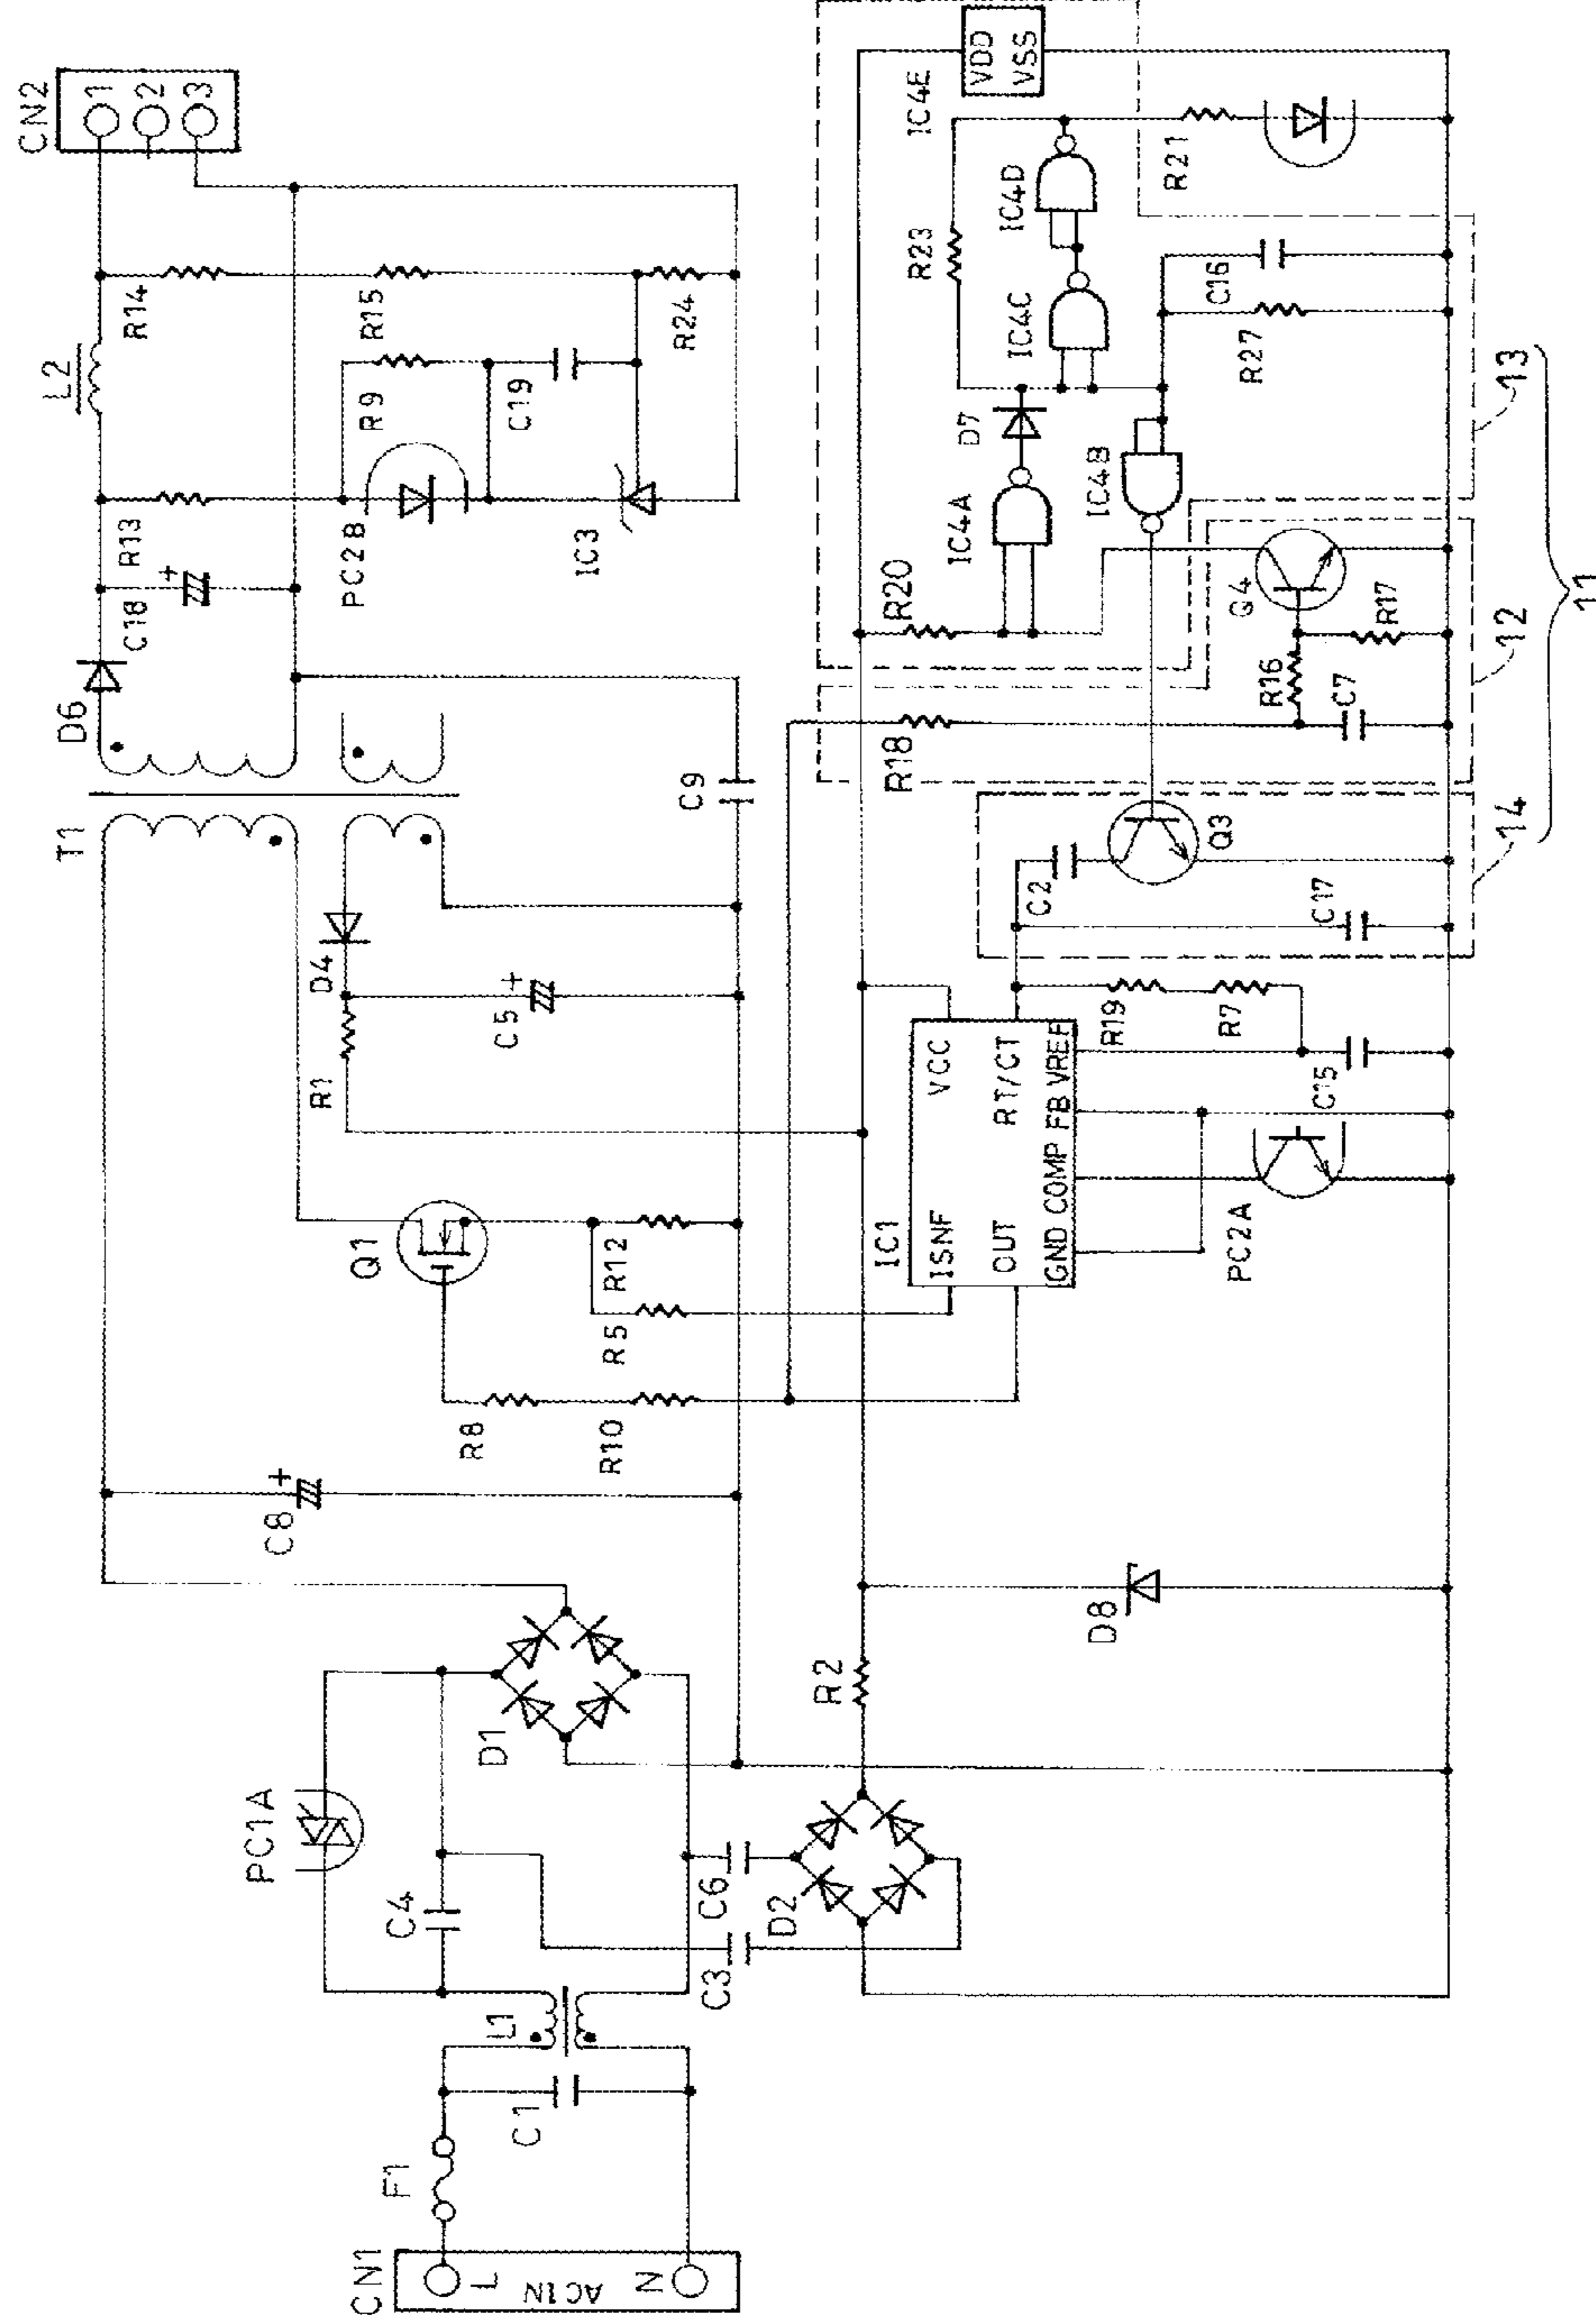 CN2
1
2
3
L2
R14
R15
R24
R9
C19
R13
PC2B
IC3
C18
D6
T1
C9
D4
R1
C5
Q1
R12
R5
R8
R10
C8
D1
PC1A
C4
C6
C3
D2
L1
C1
F1
CN1
L
ACIN
N
VDD
VSS
IC4E
IC4D
IC4C
R23
R21
C16
R27
D7
IC4A
IC4B
R20
Q4
R17
R16
C7
R18
Q3
C2
C17
R19
R7
C15
IC1
VCC
RT/CT
ISNF
OUT
GND COMP FB VREF
PC2A
R2
D8
13
12
14
11